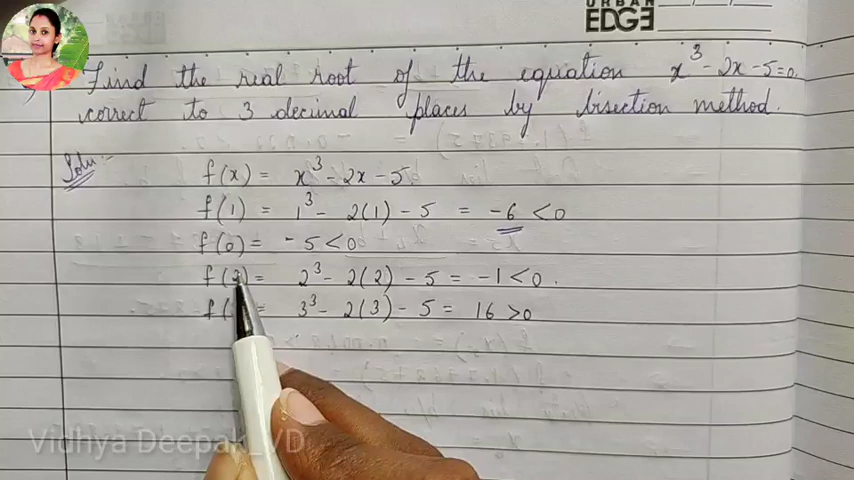 URBAN
EDGE
Find the real root of the equation x³ - 2x - 5 = 0.
correct to 3 decimal places by bisection method.
Solu:-
f(x) = x³ - 2x - 5
f(1) = 1³ - 2(1) - 5 = -6 < 0
f(0) = - 5 < 0
f(2) = 2³ - 2(2) - 5 = -1 < 0.
f( = 3³ - 2(3) - 5 = 16 > 0
Vidhya Deepak_VD